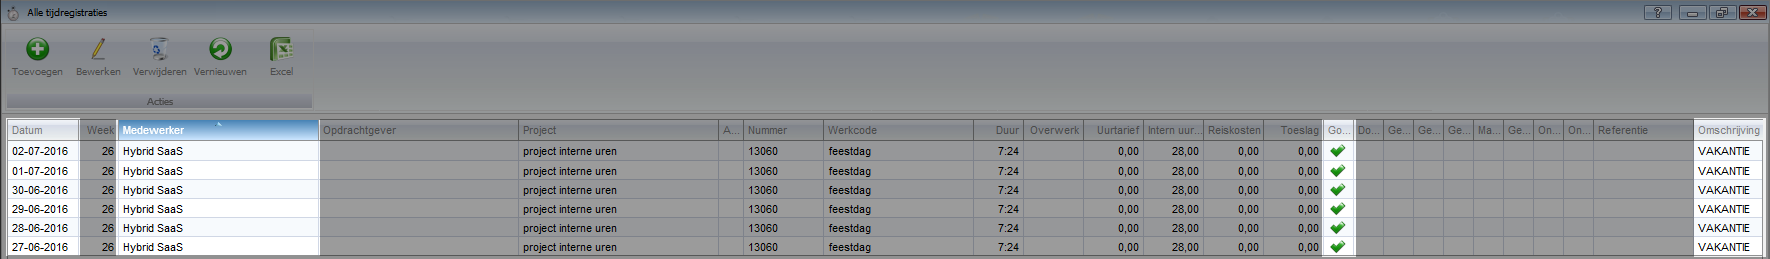 Alle tijdregistraties
?
Toevoegen Bewerken Verwijderen Vernieuwen Excel
Acties
Datum Week Medewerker Opdrachtgever Project A... Nummer Werkcode Duur Overwerk Uurtarief Intern uur... Reiskosten Toeslag Go... Do... Ge... Ge... Ge... Ma... Ge... On... On... Referentie Omschrijving
02-07-2016 26 Hybrid SaaS project interne uren 13060 feestdag 7:24 0,00 28,00 0,00 0,00 VAKANTIE
01-07-2016 26 Hybrid SaaS project interne uren 13060 feestdag 7:24 0,00 28,00 0,00 0,00 VAKANTIE
30-06-2016 26 Hybrid SaaS project interne uren 13060 feestdag 7:24 0,00 28,00 0,00 0,00 VAKANTIE
29-06-2016 26 Hybrid SaaS project interne uren 13060 feestdag 7:24 0,00 28,00 0,00 0,00 VAKANTIE
28-06-2016 26 Hybrid SaaS project interne uren 13060 feestdag 7:24 0,00 28,00 0,00 0,00 VAKANTIE
27-06-2016 26 Hybrid SaaS project interne uren 13060 feestdag 7:24 0,00 28,00 0,00 0,00 VAKANTIE